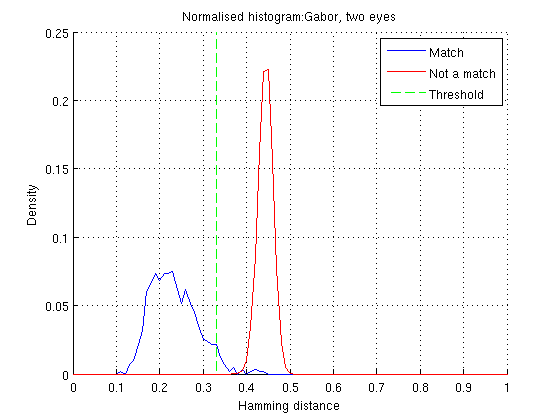 Normalised histogram:Gabor, two eyes
0.25
0.2
0.15
0.1
0.05
0
Density
Match
Not a match
Threshold
0 0.1 0.2 0.3 0.4 0.5 0.6 0.7 0.8 0.9 1
Hamming distance